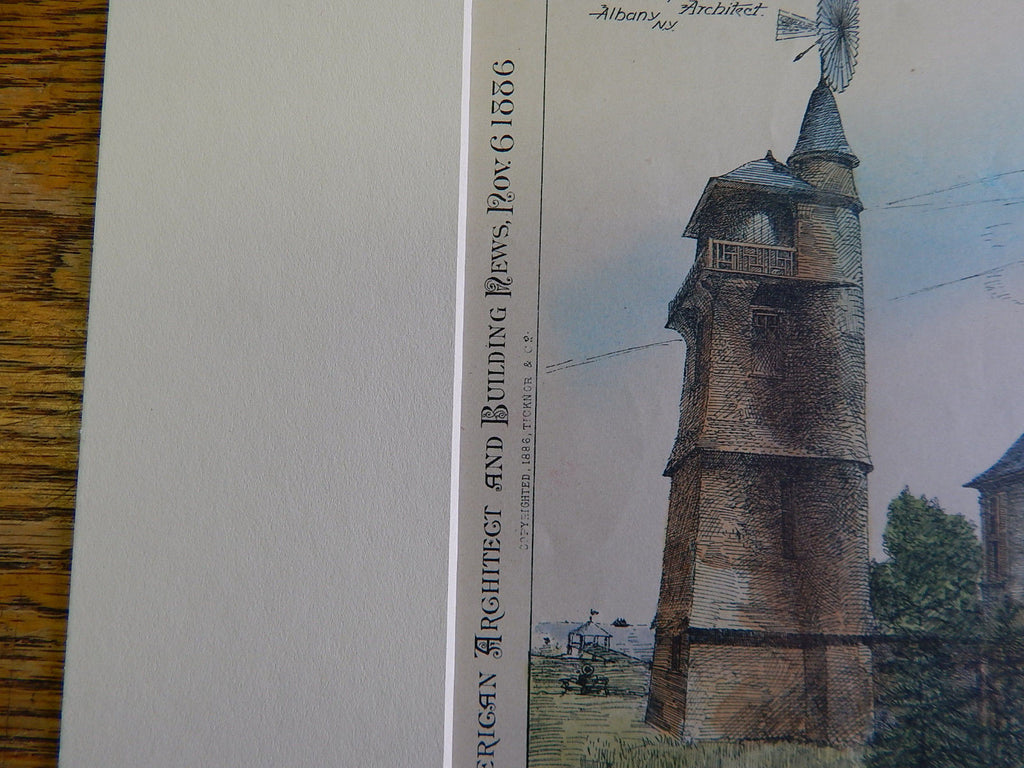 Architect.
Albany
N.Y.
ERICAN ARCHITECT AND BUILDING NEWS, NOV. 6 1886
COPYRIGHTED, 1886, TICKNOR & CO.